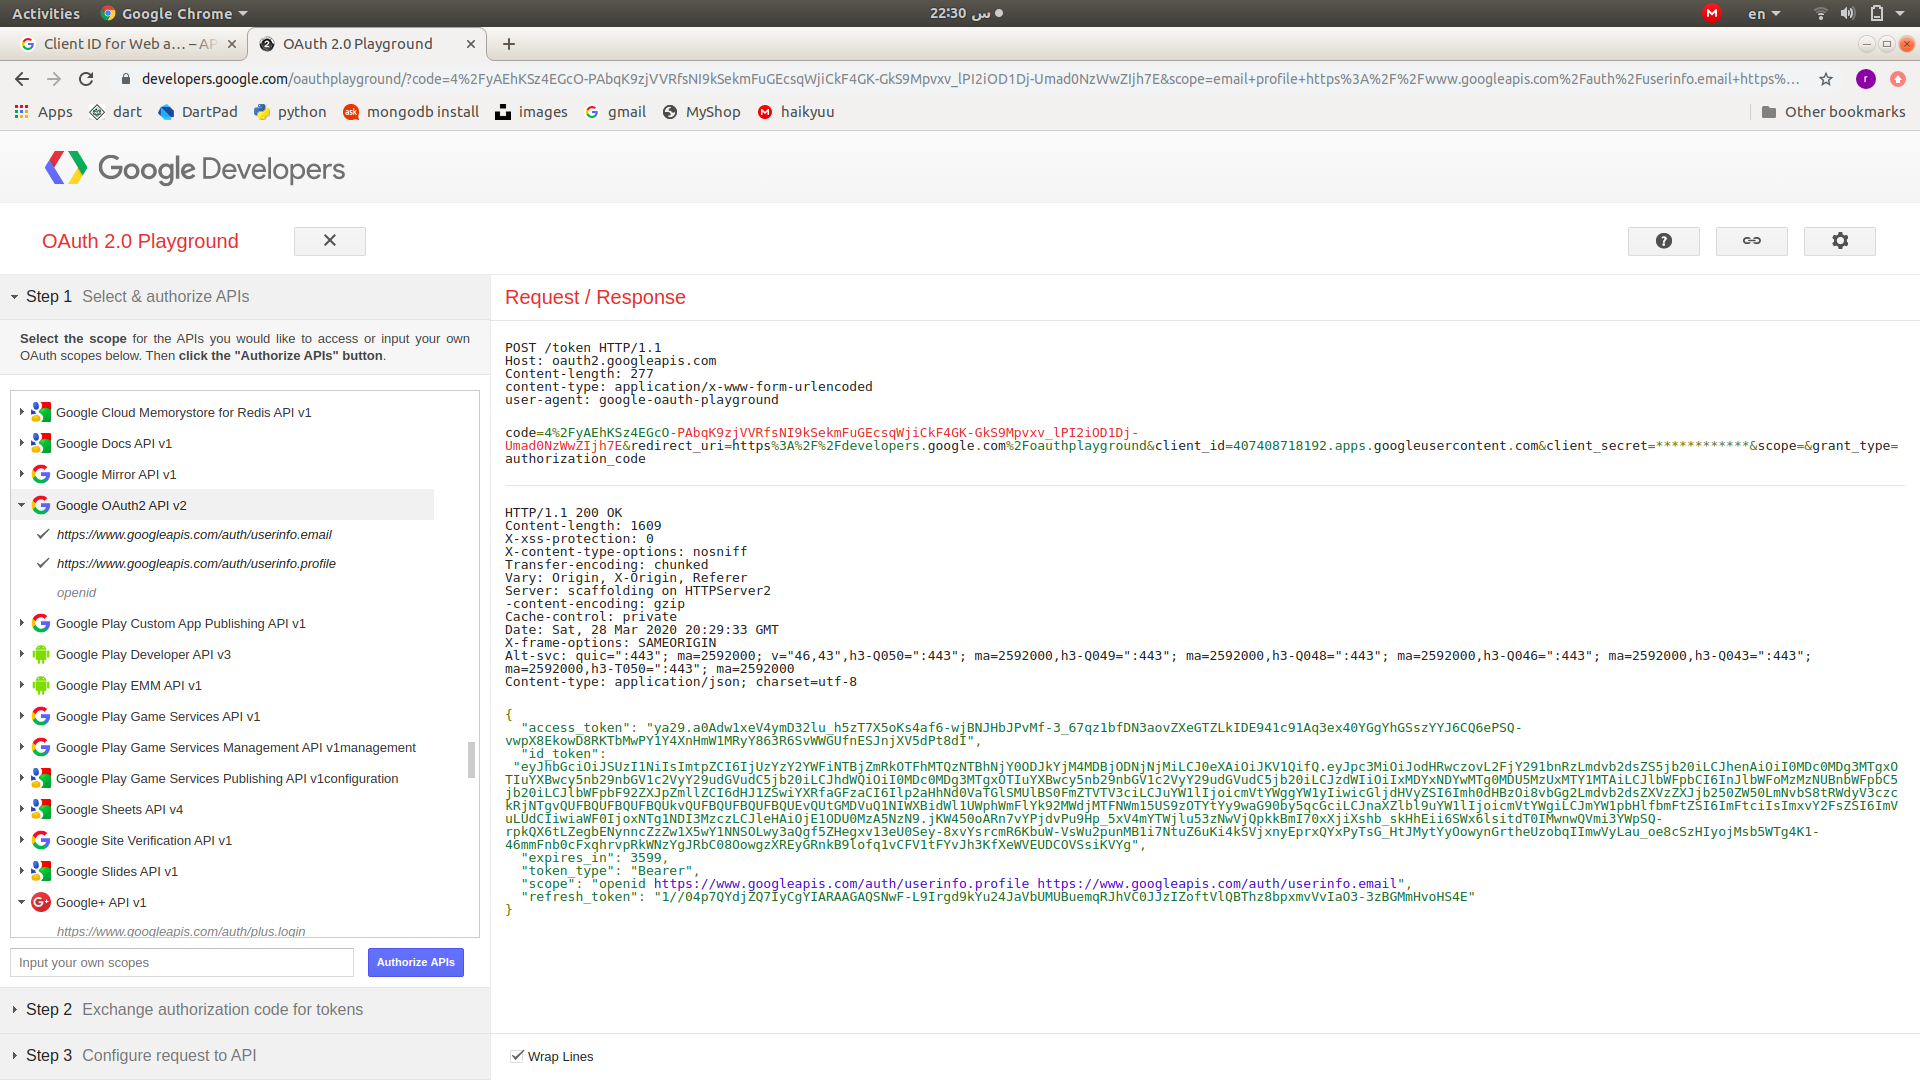 Activities Google Chrome 22:30 س en
Client ID for Web a… – AP OAuth 2.0 Playground
developers.google.com/oauthplayground/?code=4%2FyAEhKSz4EGcO-PAbqK9zjVVRfsNI9kSekmFuGEcsqWjiCkF4GK-GkS9Mpvxv_lPI2iOD1Dj-Umad0NzWwZIjh7E&scope=email+profile+https%3A%2F%2Fwww.googleapis.com%2Fauth%2Fuserinfo.email+https%...
Apps dart DartPad python mongodb install images gmail MyShop haikyuu Other bookmarks
Google Developers
OAuth 2.0 Playground
Step 1 Select & authorize APIs
Select the scope for the APIs you would like to access or input your own
OAuth scopes below. Then click the "Authorize APIs" button.
Google Cloud Memorystore for Redis API v1
Google Docs API v1
Google Mirror API v1
Google OAuth2 API v2
https://www.googleapis.com/auth/userinfo.email
https://www.googleapis.com/auth/userinfo.profile
openid
Google Play Custom App Publishing API v1
Google Play Developer API v3
Google Play EMM API v1
Google Play Game Services API v1
Google Play Game Services Management API v1management
Google Play Game Services Publishing API v1configuration
Google Sheets API v4
Google Site Verification API v1
Google Slides API v1
Google+ API v1
https://www.googleapis.com/auth/plus.login
Input your own scopes
Authorize APIs
Step 2 Exchange authorization code for tokens
Step 3 Configure request to API
Request / Response
POST /token HTTP/1.1
Host: oauth2.googleapis.com
Content-length: 277
content-type: application/x-www-form-urlencoded
user-agent: google-oauth-playground
code=4%2FyAEhKSz4EGcO-PAbqK9zjVVRfsNI9kSekmFuGEcsqWjiCkF4GK-GkS9Mpvxv_lPI2iOD1Dj-
Umad0NzWwZIjh7E&redirect_uri=https%3A%2F%2Fdevelopers.google.com%2Foauthplayground&client_id=407408718192.apps.googleusercontent.com&client_secret=************&scope=&grant_type=
authorization_code
HTTP/1.1 200 OK
Content-length: 1609
X-xss-protection: 0
X-content-type-options: nosniff
Transfer-encoding: chunked
Vary: Origin, X-Origin, Referer
Server: scaffolding on HTTPServer2
-content-encoding: gzip
Cache-control: private
Date: Sat, 28 Mar 2020 20:29:33 GMT
X-frame-options: SAMEORIGIN
Alt-svc: quic=":443"; ma=2592000; v="46,43",h3-Q050=":443"; ma=2592000,h3-Q049=":443"; ma=2592000,h3-Q048=":443"; ma=2592000,h3-Q046=":443"; ma=2592000,h3-Q043=":443";
ma=2592000,h3-T050=":443"; ma=2592000
Content-type: application/json; charset=utf-8
{
"access_token":
"id_token":
"expires_in": 3599,
"token_type": "Bearer",
"scope": "openid https://www.googleapis.com/auth/userinfo.profile https://www.googleapis.com/auth/userinfo.email",
"refresh_token":
}
Wrap Lines